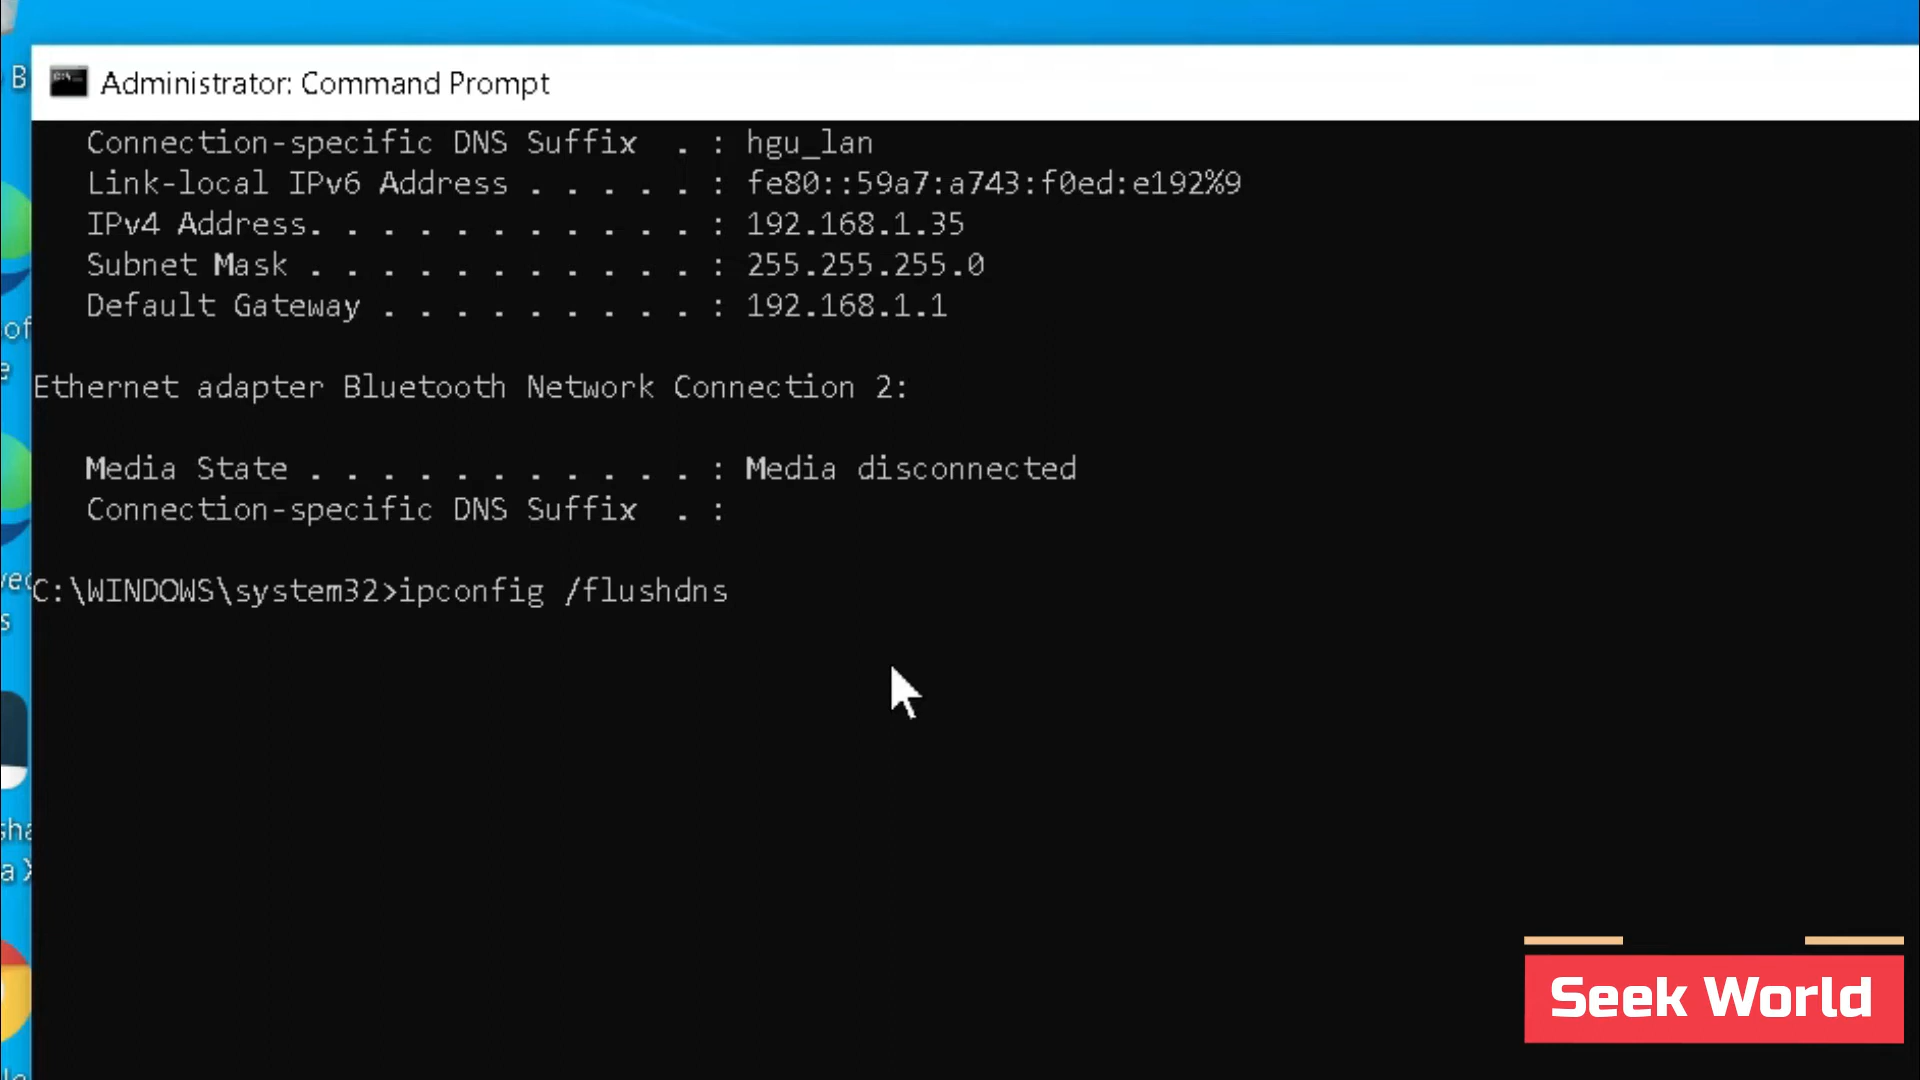 Administrator: Command Prompt
Connection-specific DNS Suffix  . : hgu_lan
Link-local IPv6 Address . . . . . : fe80::59a7:a743:f0ed:e192%9
IPv4 Address. . . . . . . . . . . : 192.168.1.35
Subnet Mask . . . . . . . . . . . : 255.255.255.0
Default Gateway . . . . . . . . . : 192.168.1.1
Ethernet adapter Bluetooth Network Connection 2:
Media State . . . . . . . . . . . : Media disconnected
Connection-specific DNS Suffix  . :
C:\WINDOWS\system32>ipconfig /flushdns
Seek World